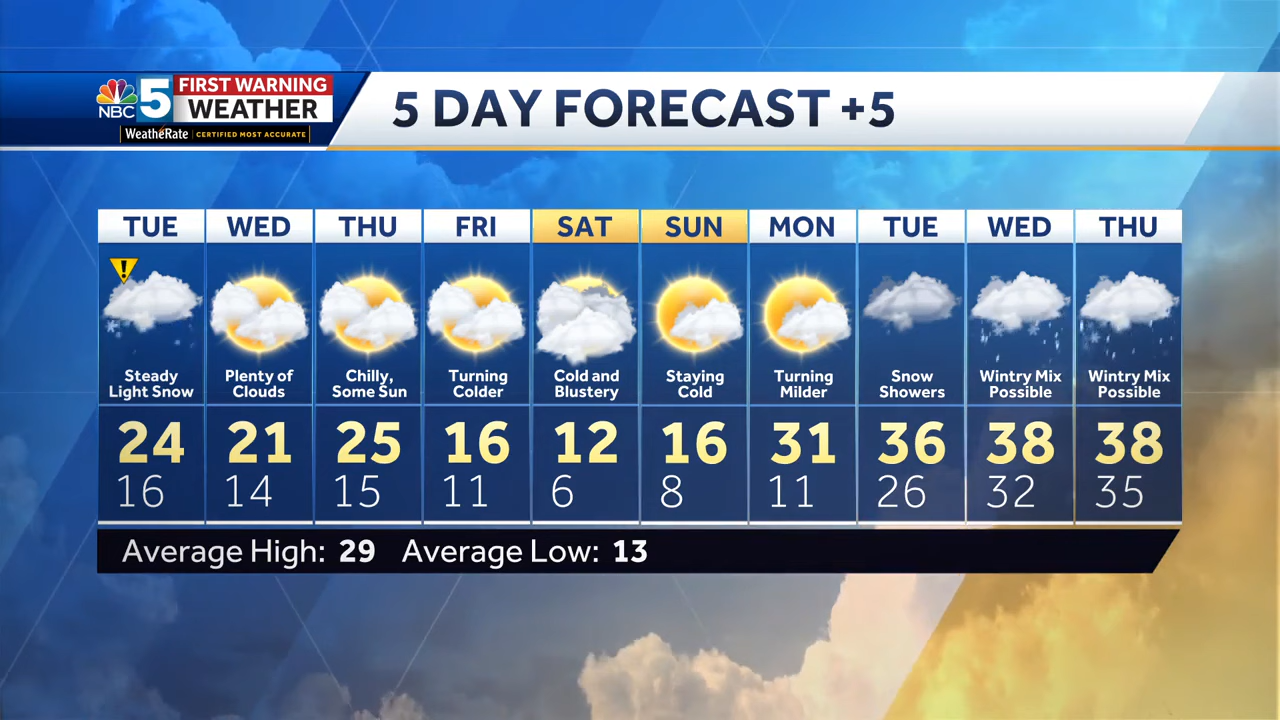 NBC 5 FIRST WARNING
WEATHER
WeatheRate CERTIFIED MOST ACCURATE
5 DAY FORECAST +5
TUE WED THU FRI SAT SUN MON TUE WED THU
!
Steady Plenty of Chilly, Turning Cold and Staying Turning Snow Wintry Mix Wintry Mix
Light Snow Clouds Some Sun Colder Blustery Cold Milder Showers Possible Possible
24 21 25 16 12 16 31 36 38 38
16 14 15 11 6 8 11 26 32 35
Average High: 29 Average Low: 13